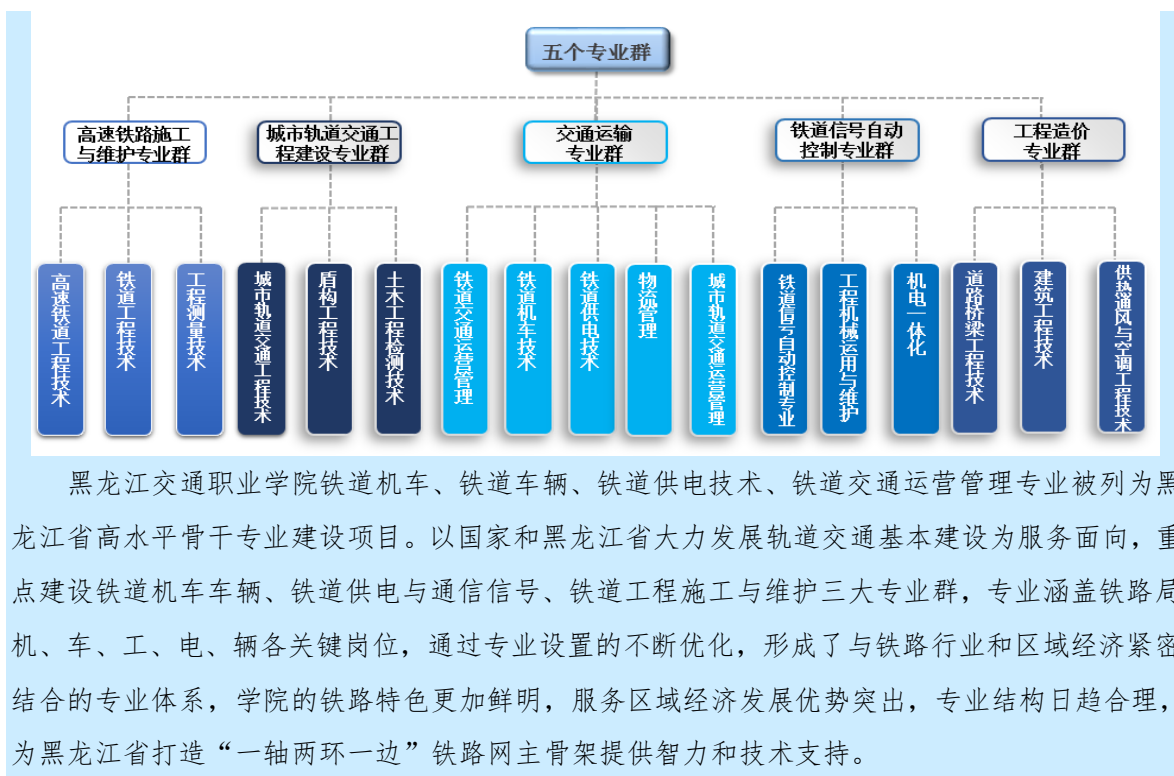 五个专业群
高速铁路施工
与维护专业群
城市轨道交通工
程建设专业群
交通运输
专业群
铁道信号自动
控制专业群
工程造价
专业群
高速铁道工程技术
铁道工程技术
工程测量技术
城市轨道交通工程技术
盾构工程技术
土木工程检测技术
铁道交通运营管理
铁道机车技术
铁道供电技术
物流管理
城市轨道交通运营管理
铁道信号自动控制专业
工程机械运用与维护
机电一体化
道路桥梁工程技术
建筑工程技术
供热通风与空调工程技术
黑龙江交通职业学院铁道机车、铁道车辆、铁道供电技术、铁道交通运营管理专业被列为黑
龙江省高水平骨干专业建设项目。以国家和黑龙江省大力发展轨道交通基本建设为服务面向，重
点建设铁道机车车辆、铁道供电与通信信号、铁道工程施工与维护三大专业群，专业涵盖铁路局
机、车、工、电、辆各关键岗位，通过专业设置的不断优化，形成了与铁路行业和区域经济紧密
结合的专业体系，学院的铁路特色更加鲜明，服务区域经济发展优势突出，专业结构日趋合理，
为黑龙江省打造“一轴两环一边”铁路网主骨架提供智力和技术支持。